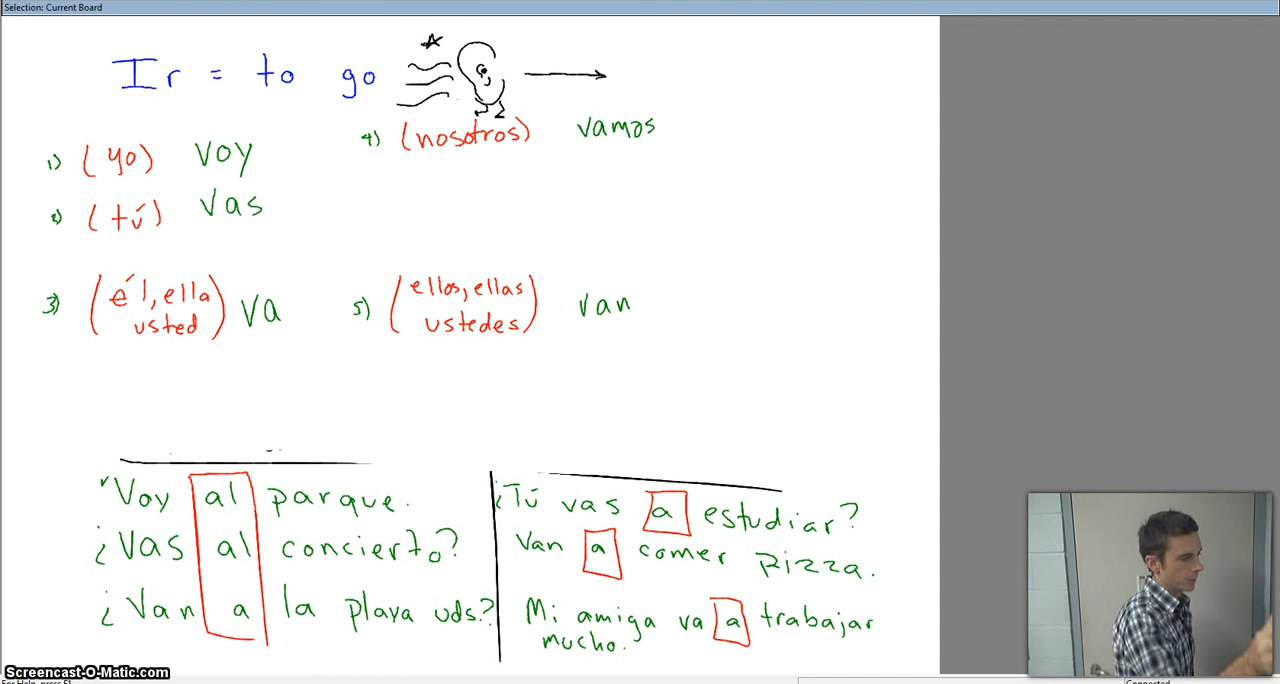 Selection: Current Board
Ir = to go
1) (yo) voy
2) (tú) vas
3) (él, ella usted) va
4) (nosotros) vamos
5) (ellos, ellas ustedes) van
Voy al parque.
¿Vas al concierto?
¿Van a la playa uds.?
¿Tú vas a estudiar?
Van a comer pizza.
Mi amiga va a trabajar
mucho.
Screencast-O-Matic.com